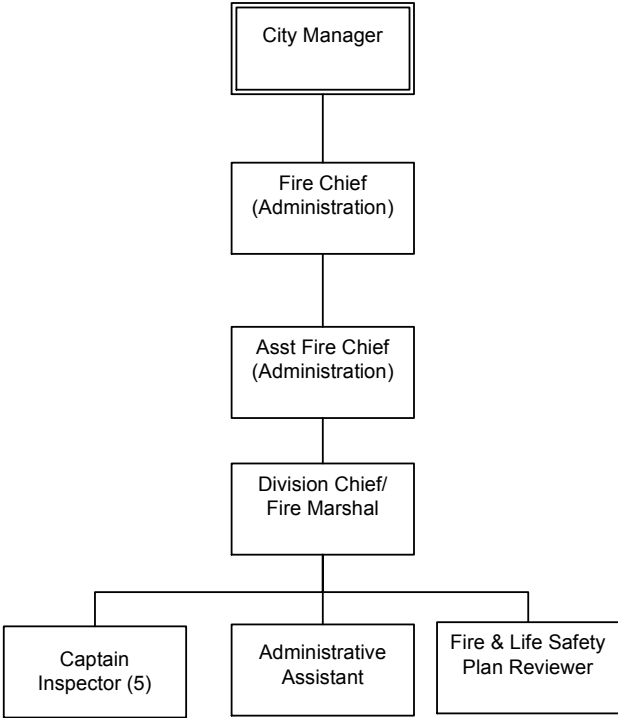 City Manager
Fire Chief
(Administration)
Asst Fire Chief
(Administration)
Division Chief/
Fire Marshal
Captain
Inspector (5)
Administrative
Assistant
Fire & Life Safety
Plan Reviewer